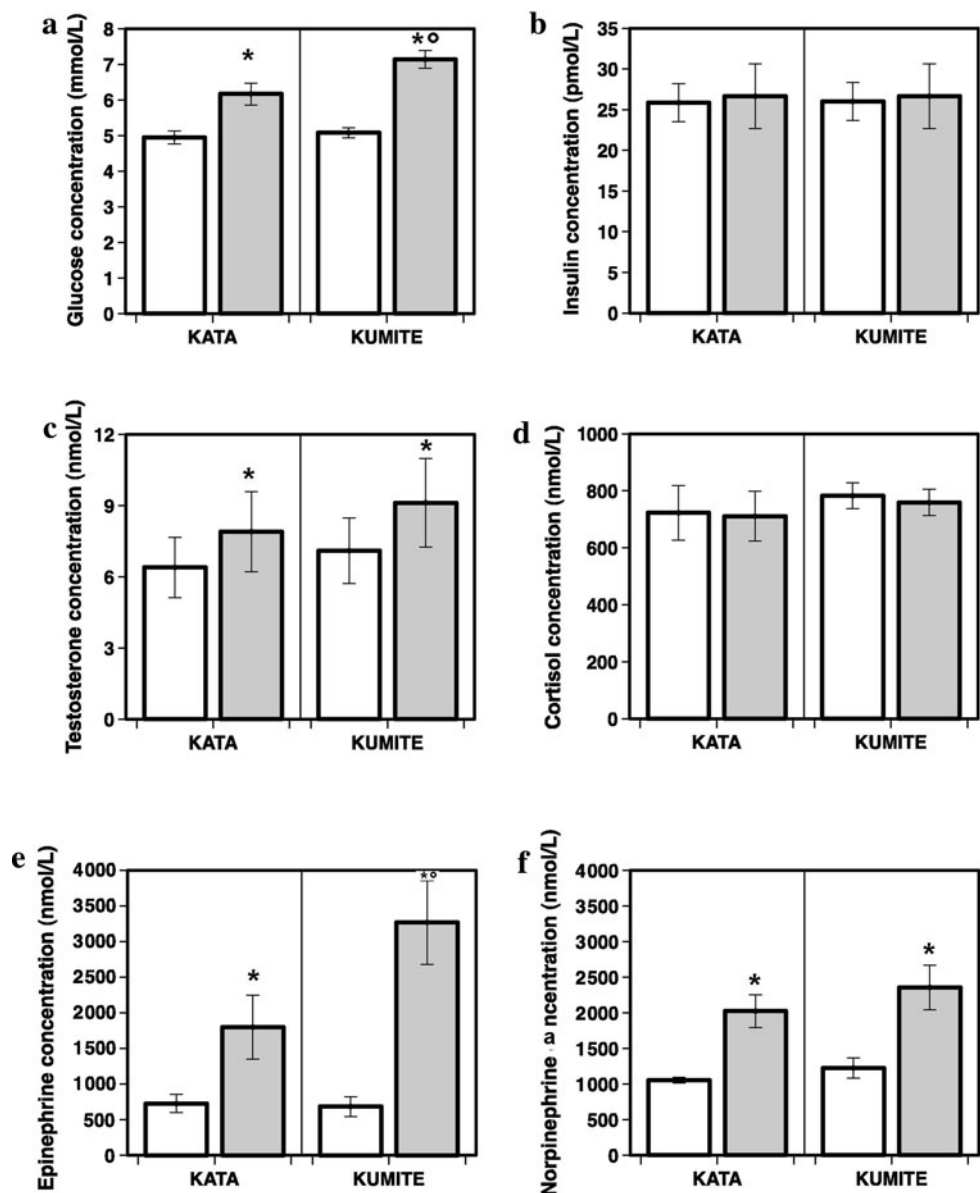 a
Glucose concentration (mmol/L)
8
7
6
5
4
3
2
1
0
*
*°
KATA
KUMITE
b
Insulin concentration (pmol/L)
35
30
25
20
15
10
5
0
KATA
KUMITE
c
Testosterone concentration (nmol/L)
12
9
6
3
0
*
*
KATA
KUMITE
d
Cortisol concentration (nmol/L)
1000
800
600
400
200
0
KATA
KUMITE
e
Epinephrine concentration (nmol/L)
4000
3500
3000
2500
2000
1500
1000
500
0
*
*°
KATA
KUMITE
f
Norpinephrine ncentration (nmol/L)
4000
3500
3000
2500
2000
1500
1000
500
0
*
*
KATA
KUMITE